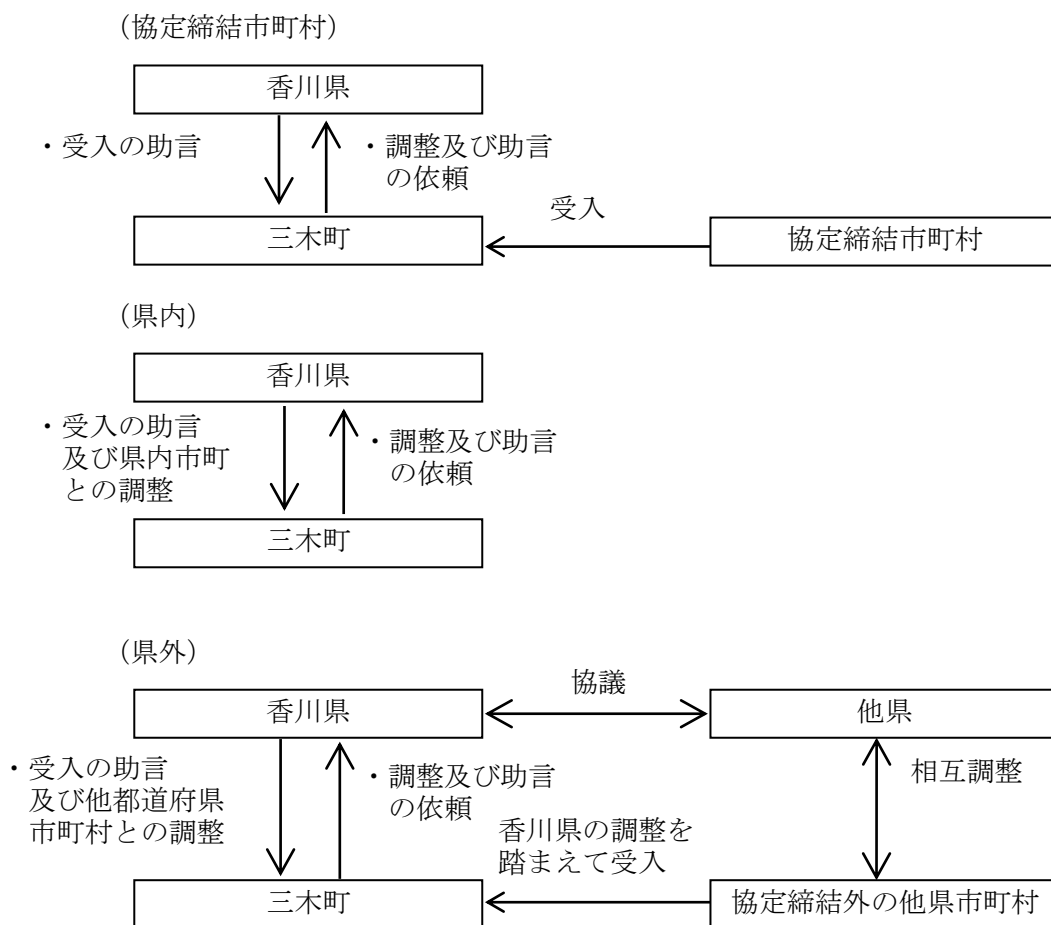 （協定締結市町村）
香川県
・受入の助言
・調整及び助言
の依頼
三木町
受入
協定締結市町村
（県内）
香川県
・受入の助言
及び県内市町
との調整
・調整及び助言
の依頼
三木町
（県外）
香川県
協議
他県
・受入の助言
及び他都道府県
市町村との調整
・調整及び助言
の依頼
相互調整
香川県の調整を
踏まえて受入
三木町
協定締結外の他県市町村